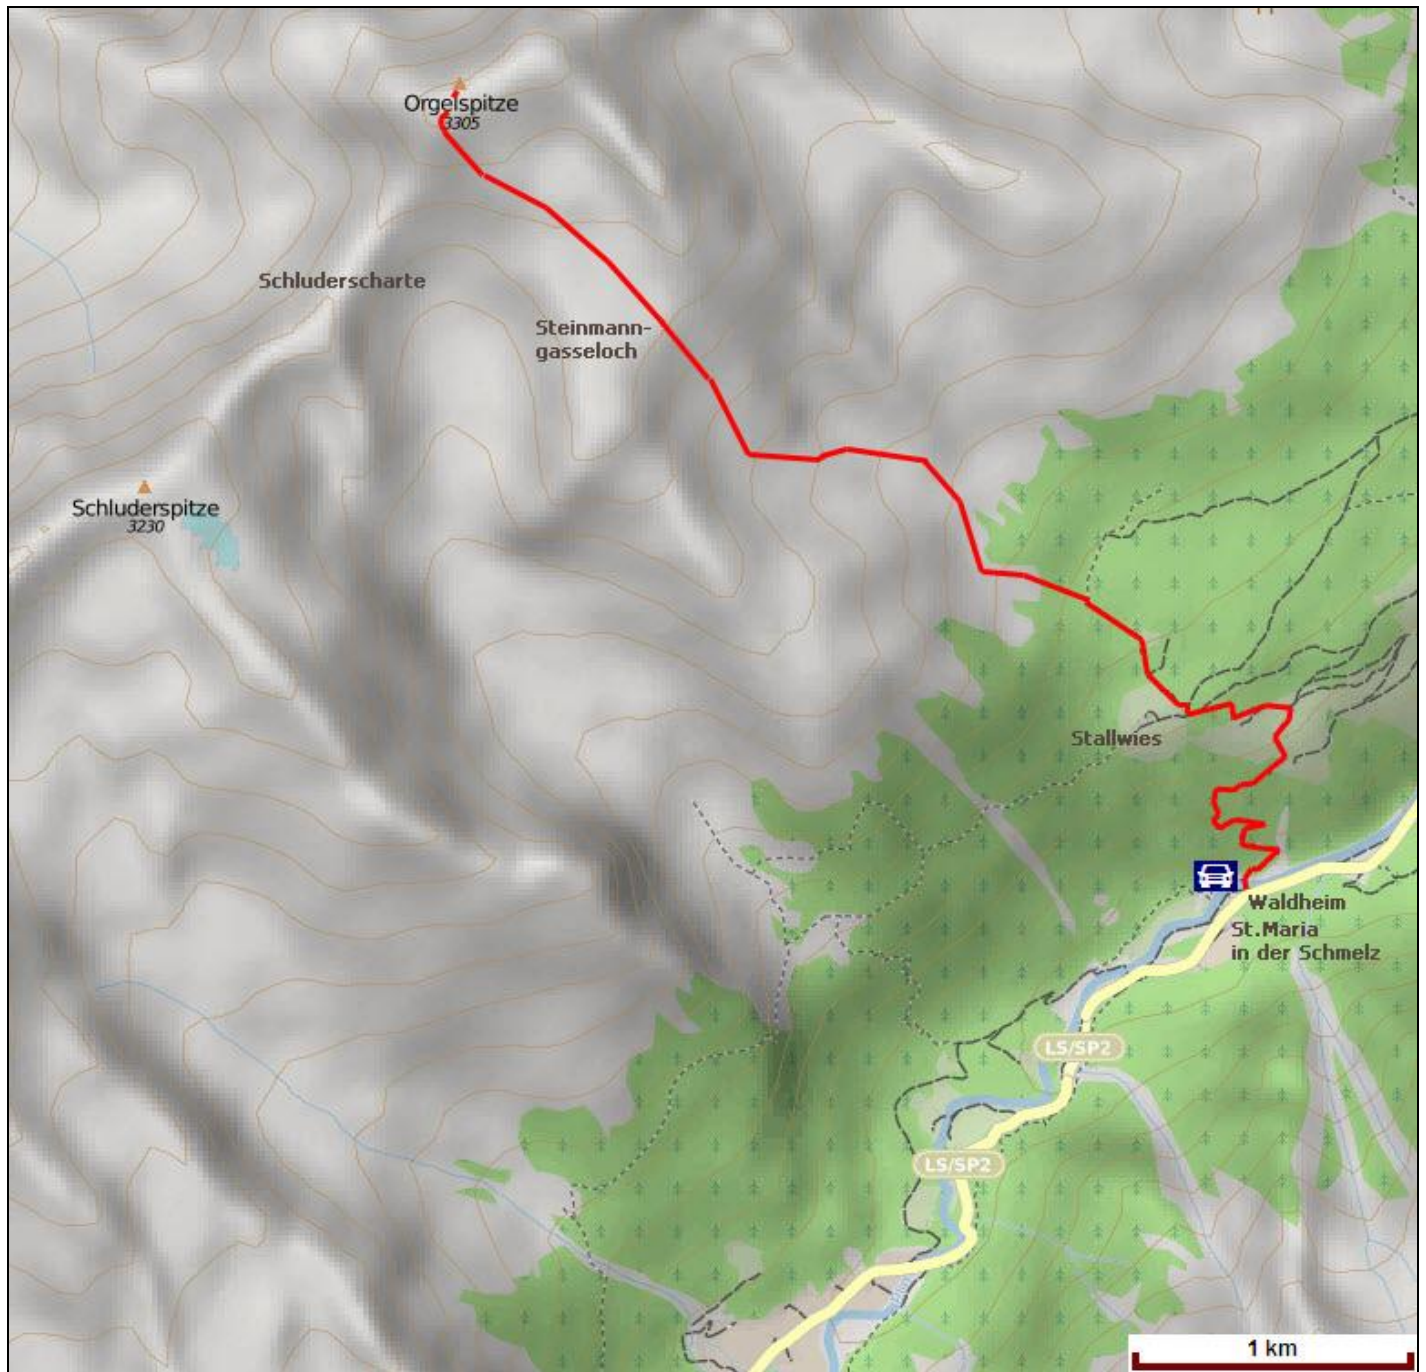 Orgelspitze
3305
Schluderscharte
Steinmann-
gasseloch
Schluderspitze
3230
Stallwies
Waldheim
St.Maria
in der Schmelz
LS/SP2
LS/SP2
1 km